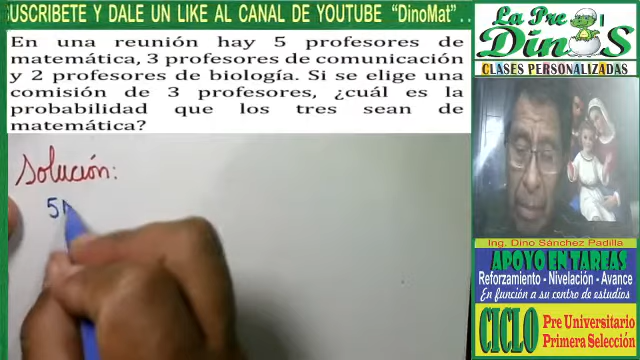 SUSCRIBETE Y DALE UN LIKE AL CANAL DE YOUTUBE "DinoMat" . .
En una reunión hay 5 profesores de
matemática, 3 profesores de comunicación
y 2 profesores de biología. Si se elige una
comisión de 3 profesores, ¿cuál es la
probabilidad que los tres sean de
matemática?
Solución:
5
La Pre
DinoS
CLASES PERSONALIZADAS
Ing. Dino Sánchez Padilla
APOYO EN TAREAS
Reforzamiento - Nivelación - Avance
En función a su centro de estudios
CICLO Pre Universitario
Primera Selección